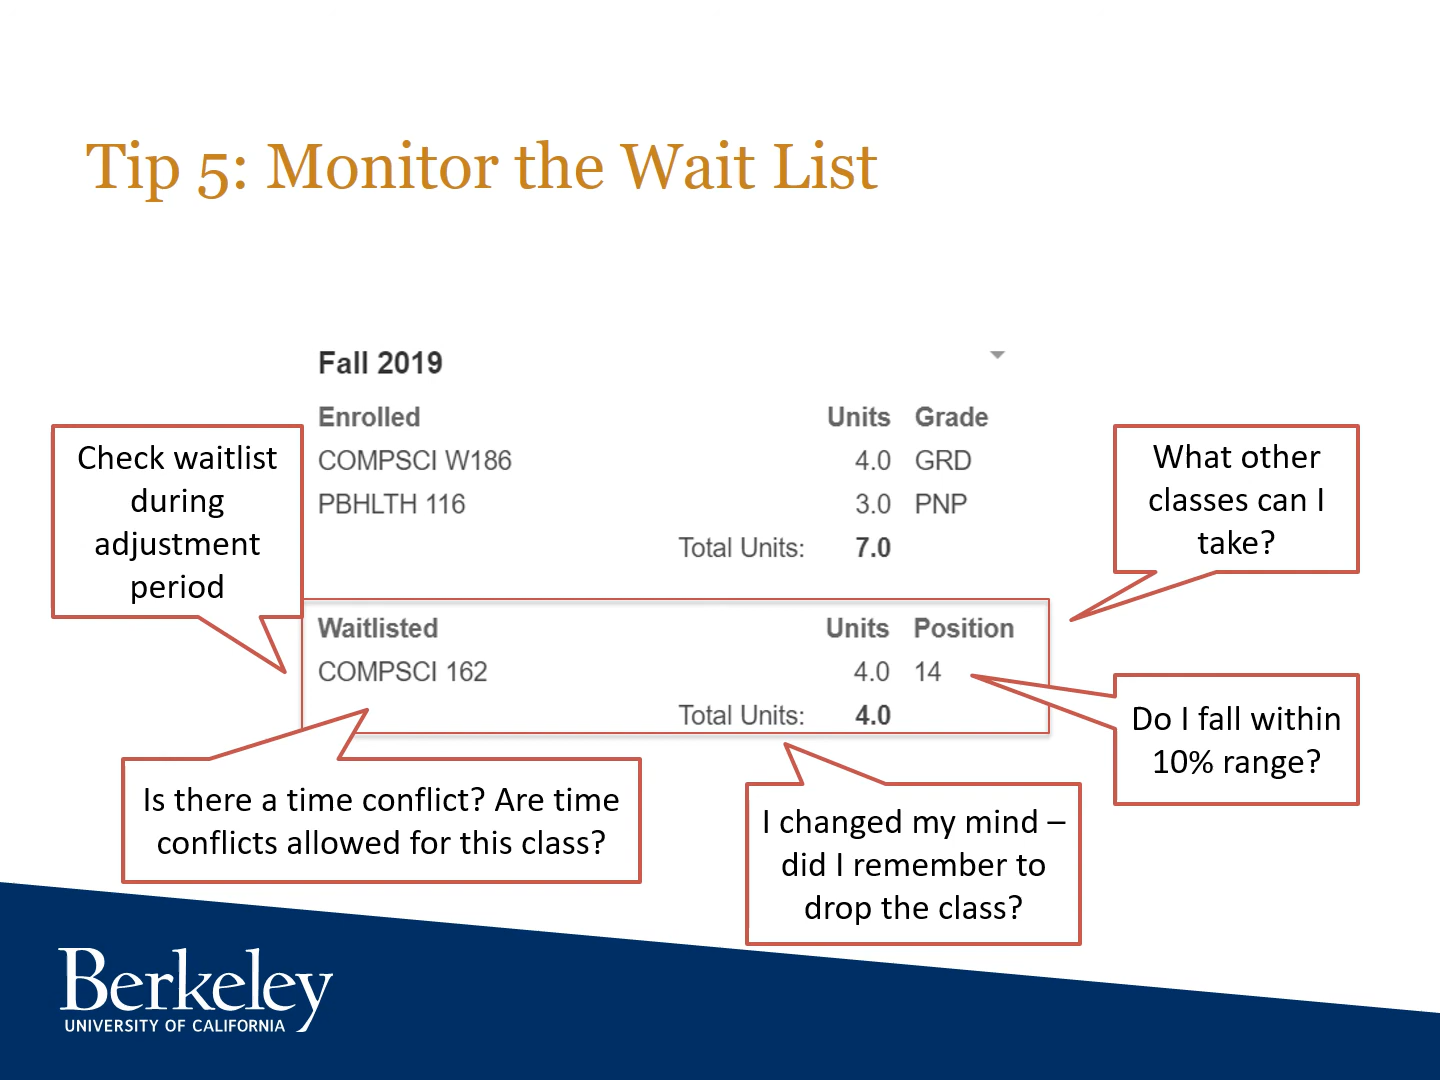 Tip 5: Monitor the Wait List
Fall 2019
Enrolled Units Grade
COMPSCI W186 4.0 GRD
PBHLTH 116 3.0 PNP
Total Units: 7.0
Waitlisted Units Position
COMPSCI 162 4.0 14
Total Units: 4.0
Check waitlist
during
adjustment
period
What other
classes can I
take?
Do I fall within
10% range?
Is there a time conflict? Are time
conflicts allowed for this class?
I changed my mind –
did I remember to
drop the class?
Berkeley
UNIVERSITY OF CALIFORNIA